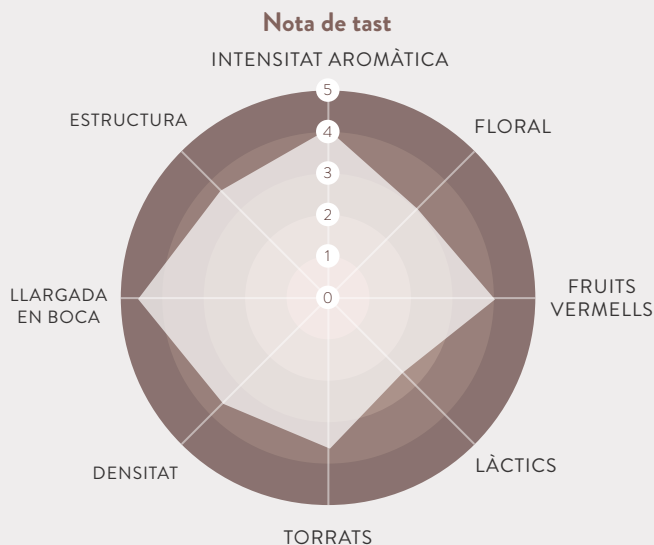 Nota de tast
INTENSITAT AROMÀTICA
5
ESTRUCTURA
FLORAL
4
3
2
1
LLARGADA
EN BOCA
0
FRUITS
VERMELLS
DENSITAT
LÀCTICS
TORRATS